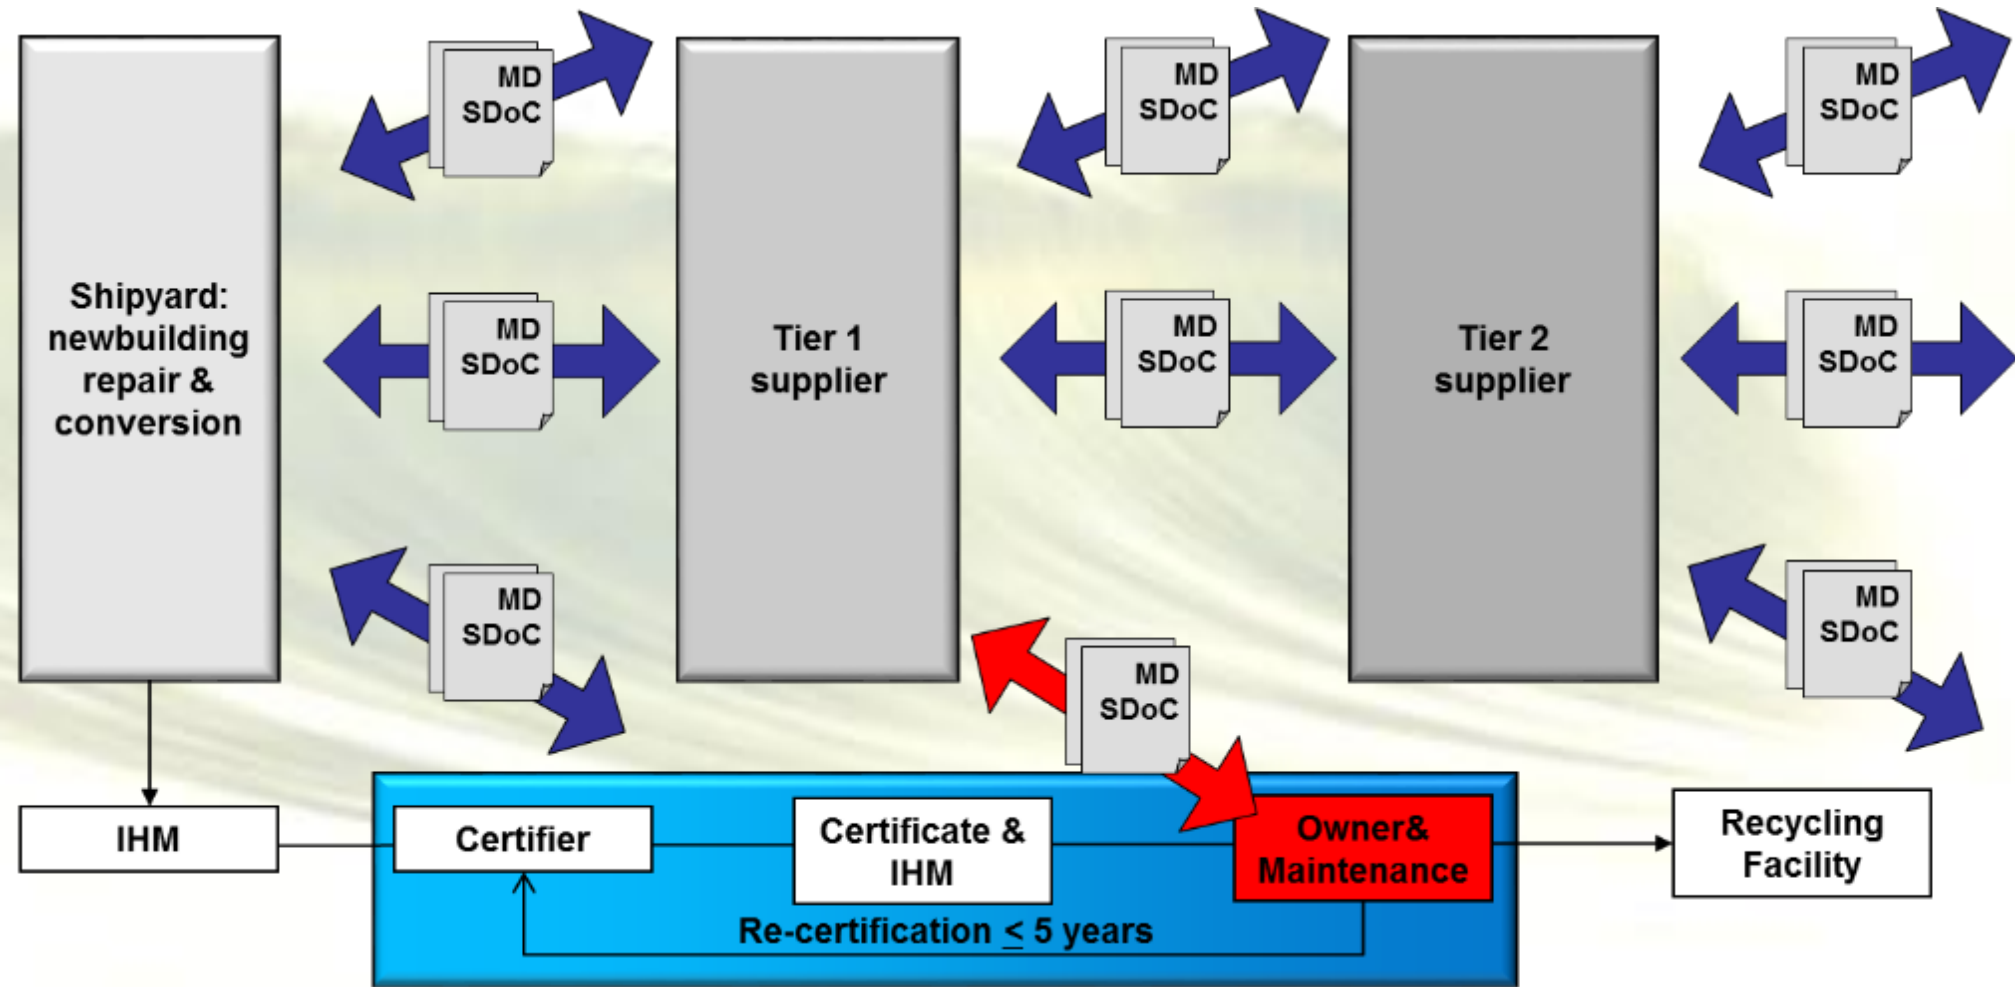 MD
SDoC
MD
SDoC
MD
SDoC
Shipyard:
newbuilding
repair &
conversion
MD
SDoC
Tier 1
supplier
MD
SDoC
Tier 2
supplier
MD
SDoC
MD
SDoC
MD
SDoC
MD
SDoC
IHM
Certifier
Certificate &
IHM
Owner&
Maintenance
Recycling
Facility
Re-certification ≤ 5 years